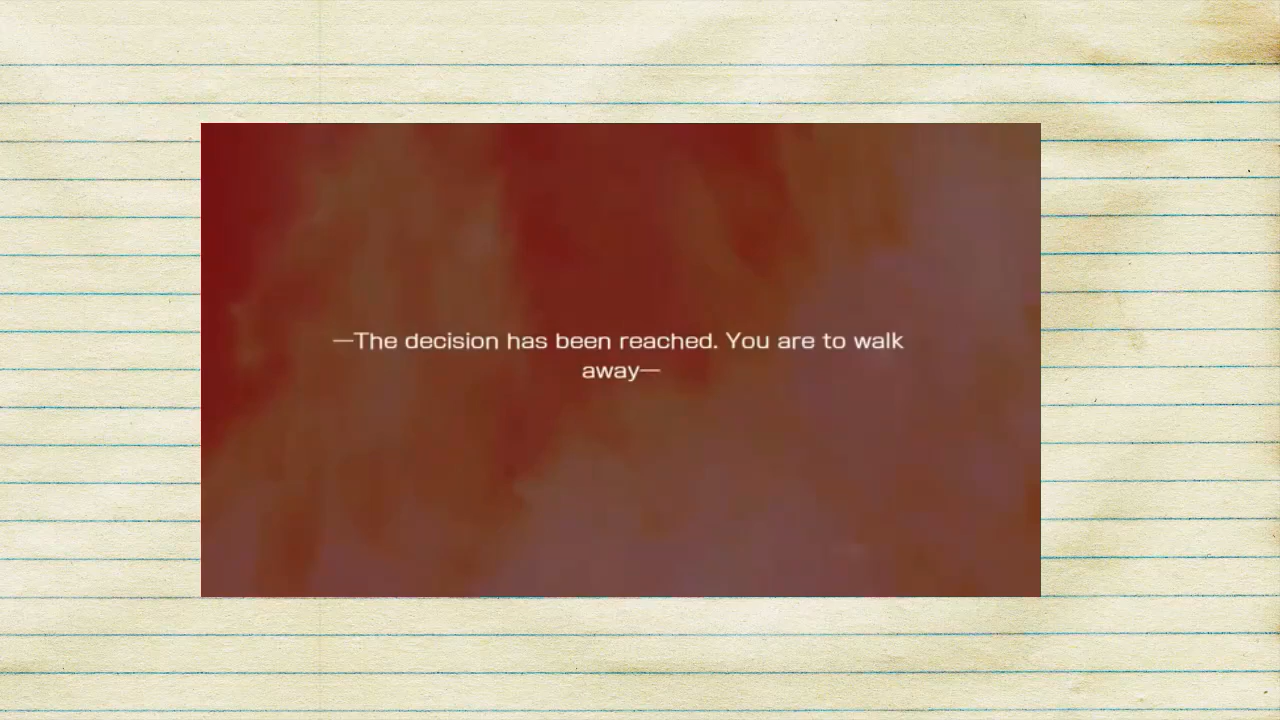 —The decision has been reached. You are to walk
away—